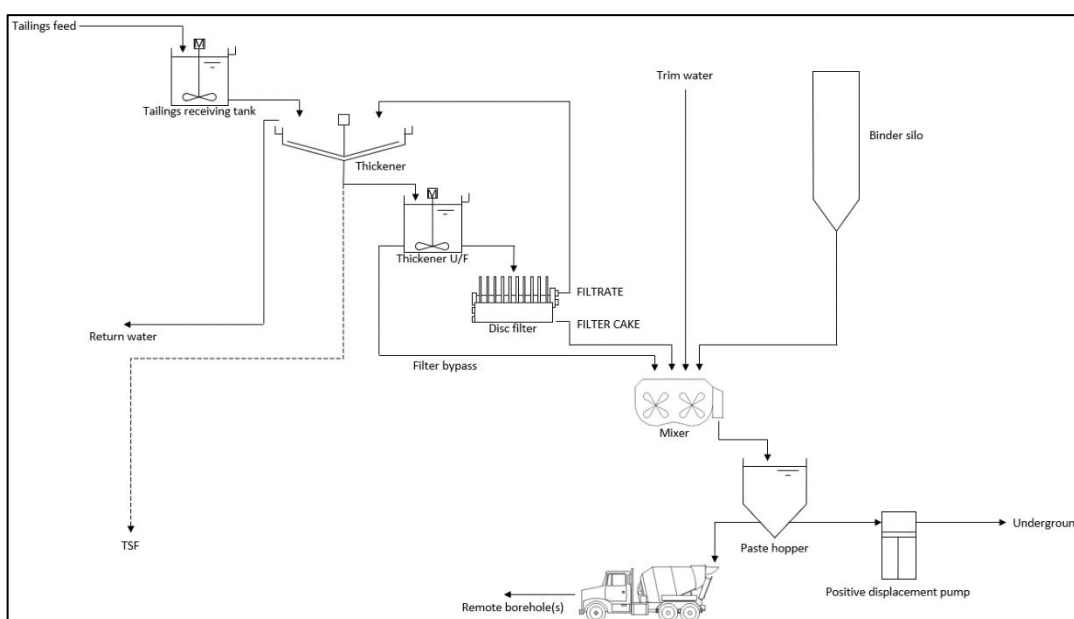 Tailings feed
M
Tailings receiving tank
Trim water
Binder silo
Thickener
M
Thickener U/F
FILTRATE
Disc filter
FILTER CAKE
Return water
Filter bypass
Mixer
Underground
Paste hopper
TSF
Positive displacement pump
Remote borehole(s)